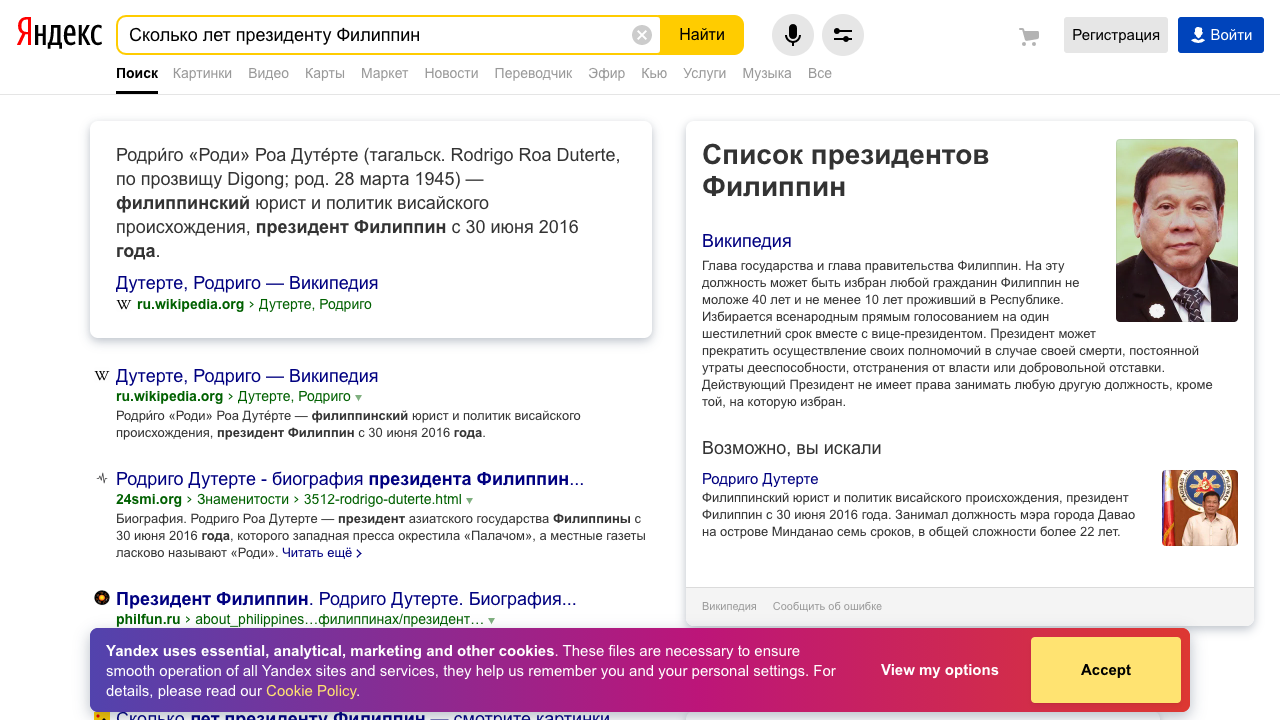 Яндекс
Сколько лет президенту Филиппин
Найти
Регистрация
Войти
Поиск Картинки Видео Карты Маркет Новости Переводчик Эфир Кью Услуги Музыка Все
Родри́го «Роди» Роа Дуте́рте (тагальск. Rodrigo Roa Duterte,
по прозвищу Digong; род. 28 марта 1945) —
филиппинский юрист и политик висайского
происхождения, президент Филиппин с 30 июня 2016
года.
Дутерте, Родриго — Википедия
ru.wikipedia.org › Дутерте, Родриго
Дутерте, Родриго — Википедия
ru.wikipedia.org › Дутерте, Родриго
Родри́го «Роди» Роа Дуте́рте — филиппинский юрист и политик висайского
происхождения, президент Филиппин с 30 июня 2016 года.
Родриго Дутерте - биография президента Филиппин...
24smi.org › Знаменитости › 3512-rodrigo-duterte.html
Биография. Родриго Роа Дутерте — президент азиатского государства Филиппины с
30 июня 2016 года, которого западная пресса окрестила «Палачом», а местные газеты
ласково называют «Роди». Читать ещё ›
Президент Филиппин. Родриго Дутерте. Биография...
philfun.ru › about_philippines…филиппинах/президент…
Сколько лет президенту Филиппин — смотрите картинки
Список президентов
Филиппин
Википедия
Глава государства и глава правительства Филиппин. На эту
должность может быть избран любой гражданин Филиппин не
моложе 40 лет и не менее 10 лет проживший в Республике.
Избирается всенародным прямым голосованием на один
шестилетний срок вместе с вице-президентом. Президент может
прекратить осуществление своих полномочий в случае своей смерти, постоянной
утраты дееспособности, отстранения от власти или добровольной отставки.
Действующий Президент не имеет права занимать любую другую должность, кроме
той, на которую избран.
Возможно, вы искали
Родриго Дутерте
Филиппинский юрист и политик висайского происхождения, президент
Филиппин с 30 июня 2016 года. Занимал должность мэра города Давао
на острове Минданао семь сроков, в общей сложности более 22 лет.
Википедия Сообщить об ошибке
Yandex uses essential, analytical, marketing and other cookies. These files are necessary to ensure
smooth operation of all Yandex sites and services, they help us remember you and your personal settings. For
details, please read our Cookie Policy.
View my options
Accept